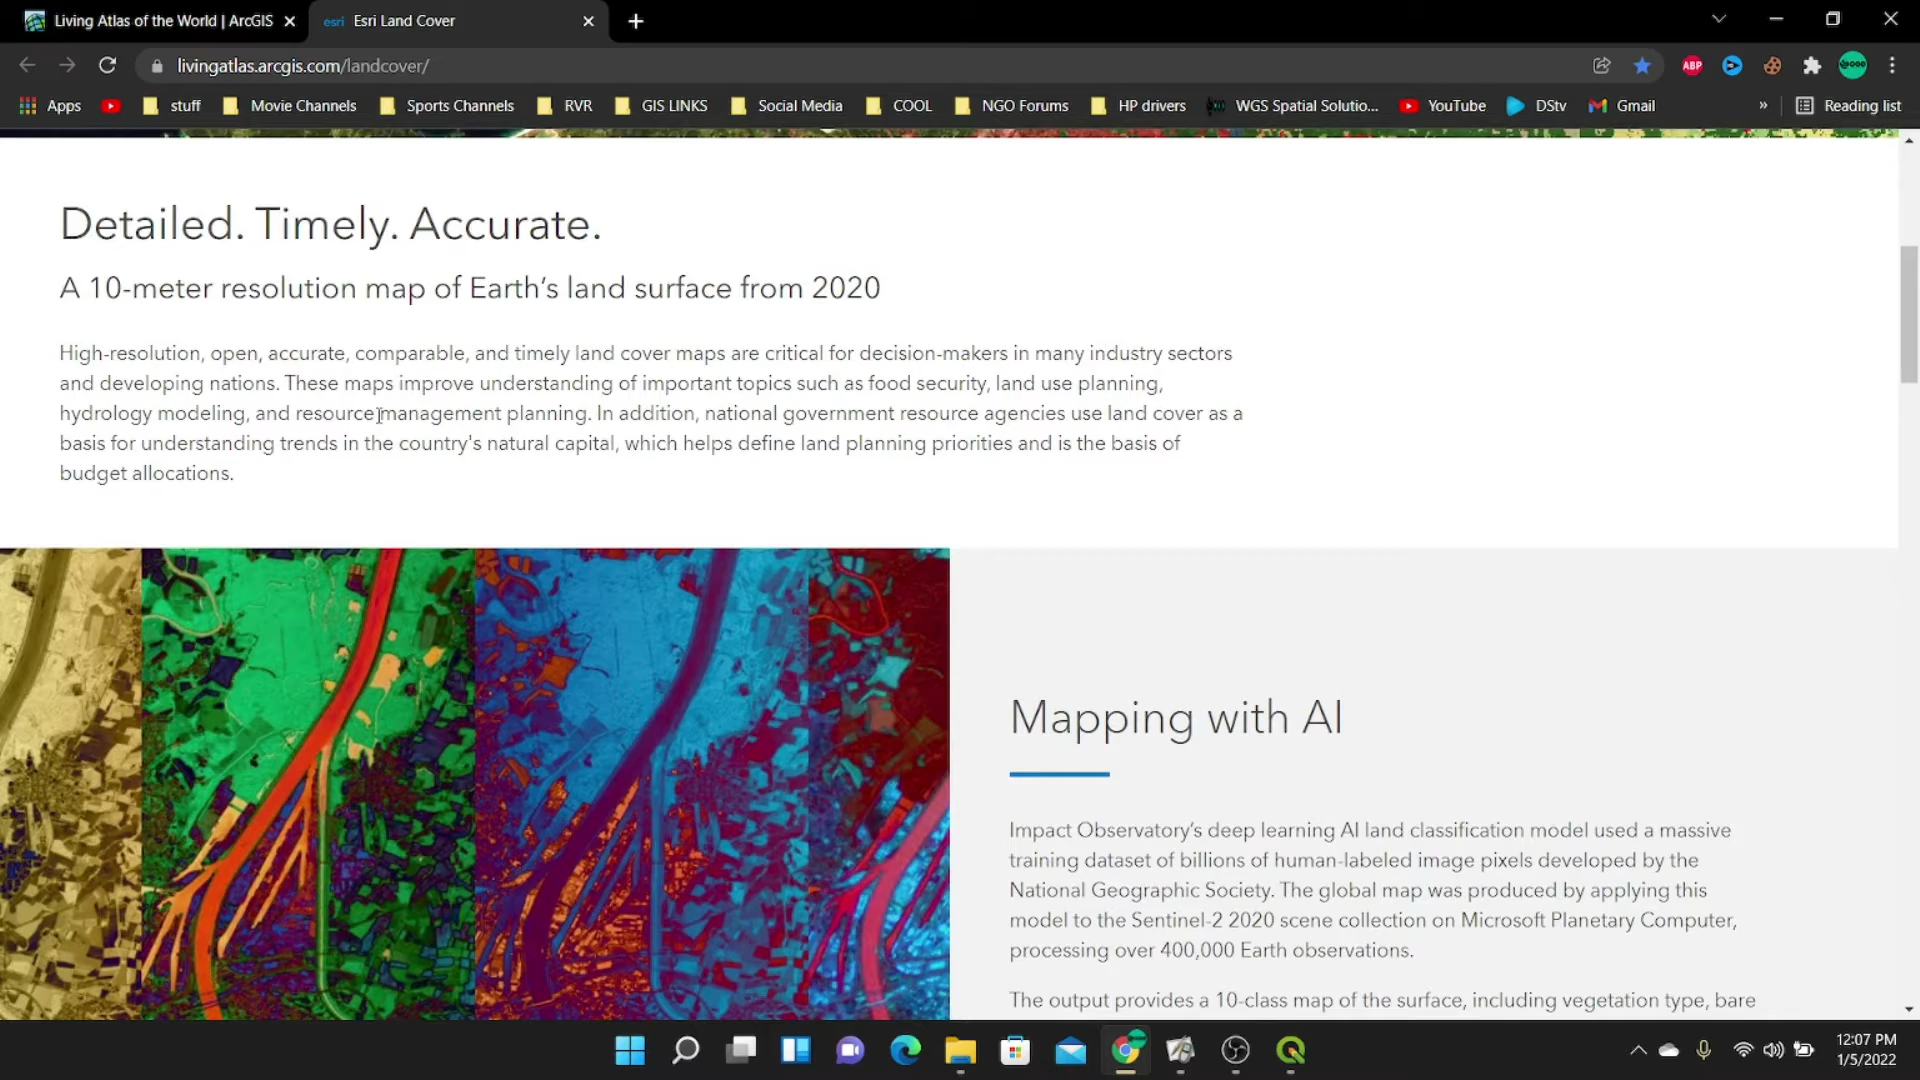 Living Atlas of the World | ArcGIS
esri Esri Land Cover
livingatlas.arcgis.com/landcover/
ABP
Apps
stuff
Movie Channels
Sports Channels
RVR
GIS LINKS
Social Media
COOL
NGO Forums
HP drivers
WGS Spatial Solutio...
YouTube
DStv
Gmail
»
Reading list
Detailed. Timely. Accurate.
A 10-meter resolution map of Earth’s land surface from 2020
High-resolution, open, accurate, comparable, and timely land cover maps are critical for decision-makers in many industry sectors
and developing nations. These maps improve understanding of important topics such as food security, land use planning,
hydrology modeling, and resource management planning. In addition, national government resource agencies use land cover as a
basis for understanding trends in the country's natural capital, which helps define land planning priorities and is the basis of
budget allocations.
Mapping with AI
Impact Observatory’s deep learning AI land classification model used a massive
training dataset of billions of human-labeled image pixels developed by the
National Geographic Society. The global map was produced by applying this
model to the Sentinel-2 2020 scene collection on Microsoft Planetary Computer,
processing over 400,000 Earth observations.
The output provides a 10-class map of the surface, including vegetation type, bare
12:07 PM
1/5/2022